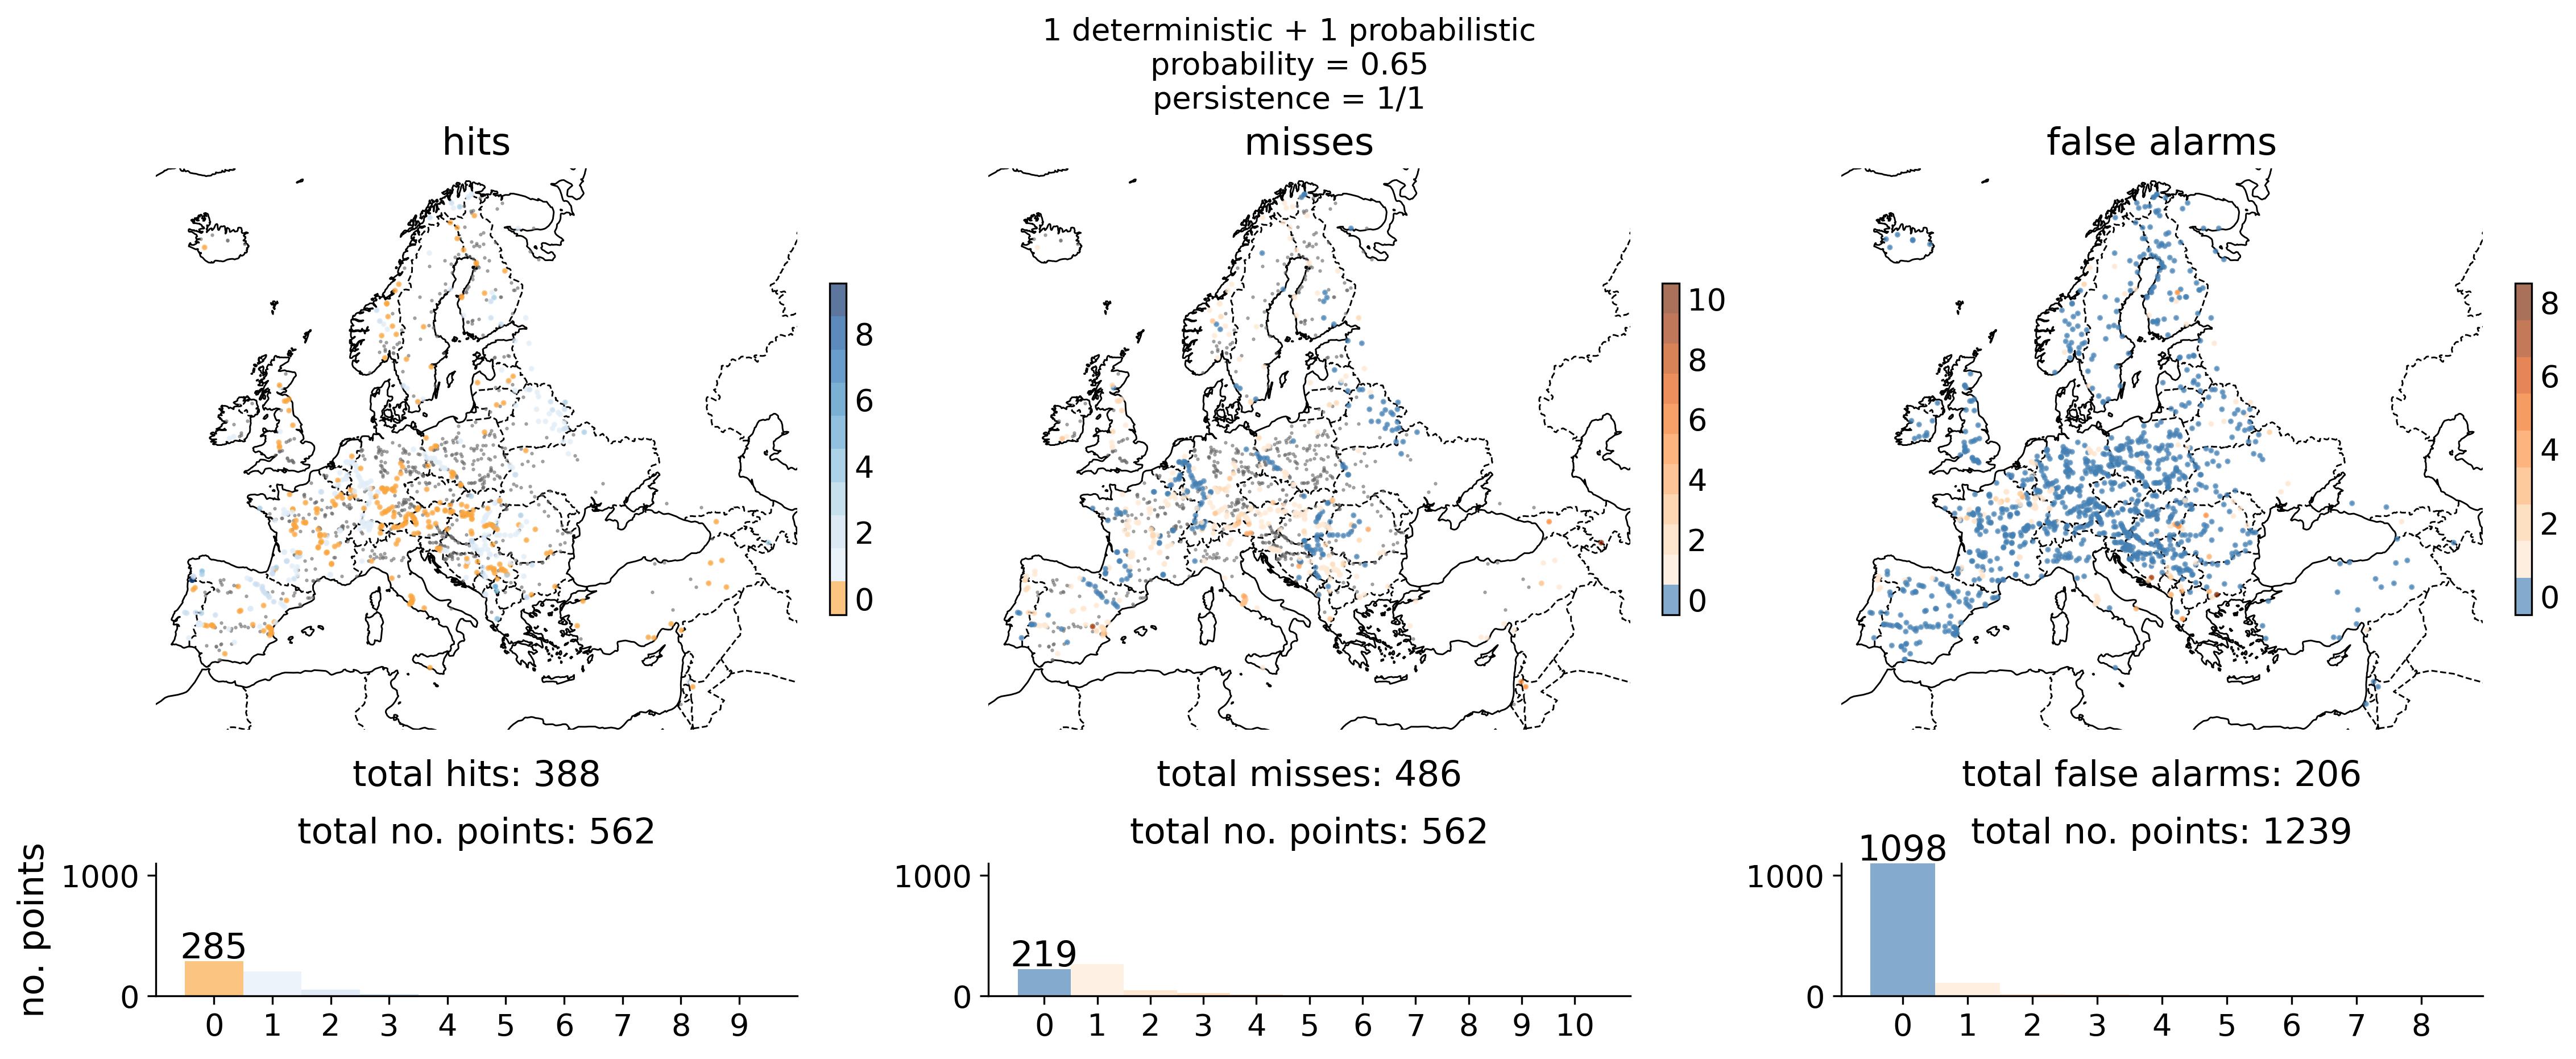 1 deterministic + 1 probabilistic
probability = 0.65
persistence = 1/1
hits
8
6
4
2
0
total hits: 388
total no. points: 562
no. points
1000
0
285
0 1 2 3 4 5 6 7 8 9
misses
10
8
6
4
2
0
total misses: 486
total no. points: 562
1000
0
219
0 1 2 3 4 5 6 7 8 9 10
false alarms
8
6
4
2
0
total false alarms: 206
total no. points: 1239
1000
0
1098
0 1 2 3 4 5 6 7 8